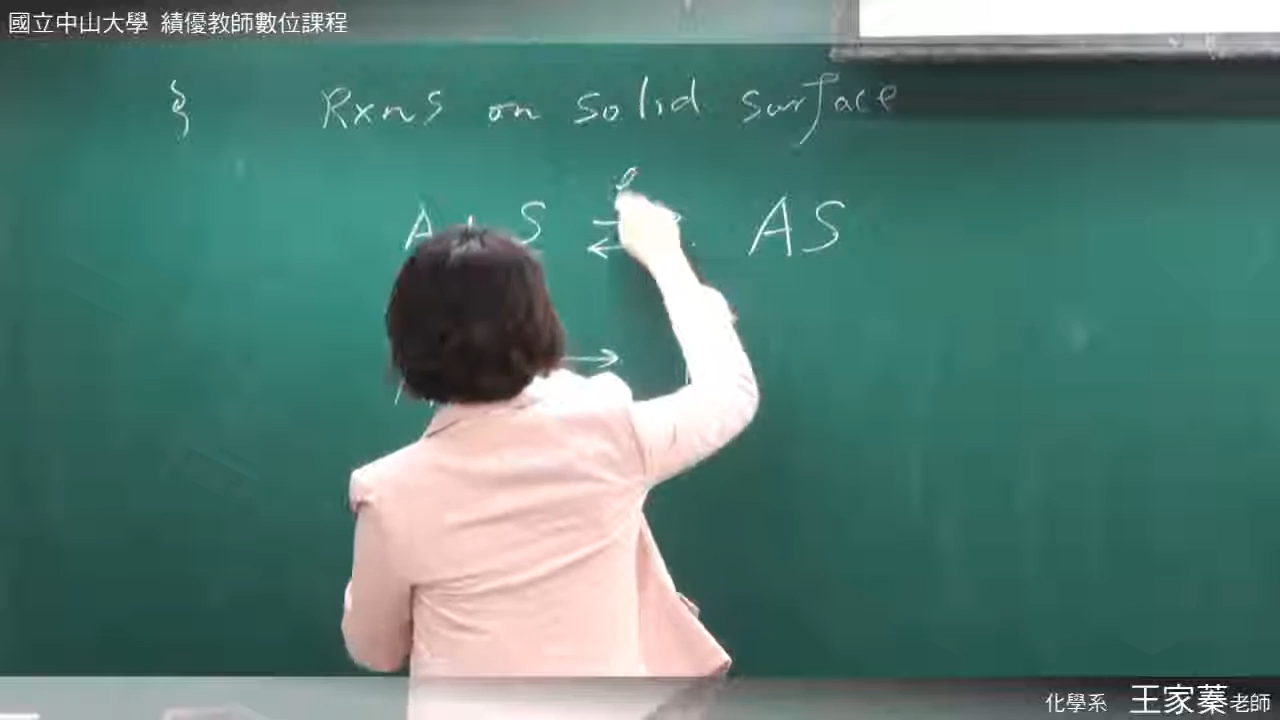 國立中山大學 績優教師數位課程
§ Rxns on solid surface
A + S ⇌ AS
→
化學系 王家蓁老師